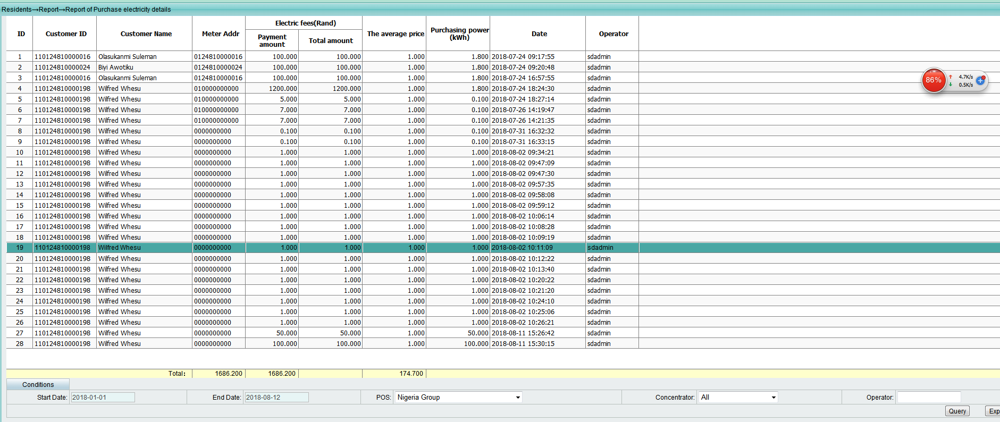 Residents→Report→Report of Purchase electricity details
ID Customer ID Customer Name Meter Addr Electric fees(Rand) Payment amount Total amount The average price Purchasing power (kWh) Date Operator
1 110124810000016 Olasukanmi Suleman 0124810000016 100.000 100.000 1.000 1.800 2018-07-24 09:17:55 sdadmin
2 110124810000024 Biyi Awotiku 0124810000024 100.000 100.000 1.000 1.800 2018-07-24 09:20:48 sdadmin
3 110124810000016 Olasukanmi Suleman 0124810000016 100.000 100.000 1.000 1.800 2018-07-24 16:57:55 sdadmin
4 110124810000198 Wilfred Whesu 010000000000 1200.000 1200.000 1.000 1.800 2018-07-24 18:24:30 sdadmin
5 110124810000198 Wilfred Whesu 010000000000 5.000 5.000 1.000 0.100 2018-07-24 18:27:14 sdadmin
6 110124810000198 Wilfred Whesu 010000000000 7.000 7.000 1.000 0.100 2018-07-26 14:19:47 sdadmin
7 110124810000198 Wilfred Whesu 010000000000 7.000 7.000 1.000 0.100 2018-07-26 14:21:35 sdadmin
8 110124810000198 Wilfred Whesu 0000000000 0.100 0.100 1.000 0.100 2018-07-31 16:32:32 sdadmin
9 110124810000198 Wilfred Whesu 0000000000 0.100 0.100 1.000 0.100 2018-07-31 16:33:15 sdadmin
10 110124810000198 Wilfred Whesu 0000000000 1.000 1.000 1.000 1.000 2018-08-02 09:34:21 sdadmin
11 110124810000198 Wilfred Whesu 0000000000 1.000 1.000 1.000 1.000 2018-08-02 09:47:09 sdadmin
12 110124810000198 Wilfred Whesu 0000000000 1.000 1.000 1.000 1.000 2018-08-02 09:47:30 sdadmin
13 110124810000198 Wilfred Whesu 0000000000 1.000 1.000 1.000 1.000 2018-08-02 09:57:35 sdadmin
14 110124810000198 Wilfred Whesu 0000000000 1.000 1.000 1.000 1.000 2018-08-02 09:58:08 sdadmin
15 110124810000198 Wilfred Whesu 0000000000 1.000 1.000 1.000 1.000 2018-08-02 09:59:12 sdadmin
16 110124810000198 Wilfred Whesu 0000000000 1.000 1.000 1.000 1.000 2018-08-02 10:06:14 sdadmin
17 110124810000198 Wilfred Whesu 0000000000 1.000 1.000 1.000 1.000 2018-08-02 10:08:28 sdadmin
18 110124810000198 Wilfred Whesu 0000000000 1.000 1.000 1.000 1.000 2018-08-02 10:09:19 sdadmin
19 110124810000198 Wilfred Whesu 0000000000 1.000 1.000 1.000 1.000 2018-08-02 10:11:09 sdadmin
20 110124810000198 Wilfred Whesu 0000000000 1.000 1.000 1.000 1.000 2018-08-02 10:12:22 sdadmin
21 110124810000198 Wilfred Whesu 0000000000 1.000 1.000 1.000 1.000 2018-08-02 10:13:40 sdadmin
22 110124810000198 Wilfred Whesu 0000000000 1.000 1.000 1.000 1.000 2018-08-02 10:20:22 sdadmin
23 110124810000198 Wilfred Whesu 0000000000 1.000 1.000 1.000 1.000 2018-08-02 10:21:20 sdadmin
24 110124810000198 Wilfred Whesu 0000000000 1.000 1.000 1.000 1.000 2018-08-02 10:24:10 sdadmin
25 110124810000198 Wilfred Whesu 0000000000 1.000 1.000 1.000 1.000 2018-08-02 10:25:06 sdadmin
26 110124810000198 Wilfred Whesu 0000000000 1.000 1.000 1.000 1.000 2018-08-02 10:26:21 sdadmin
27 110124810000198 Wilfred Whesu 0000000000 50.000 50.000 1.000 50.000 2018-08-11 15:26:42 sdadmin
28 110124810000198 Wilfred Whesu 0000000000 100.000 100.000 1.000 100.000 2018-08-11 15:30:15 sdadmin
86% 4.7K/s
0.5K/s
Total: 1686.200 1686.200 174.700
Conditions
Start Date: 2018-01-01 End Date: 2018-08-12 POS: Nigeria Group Concentrator: All Operator:
Query Exp